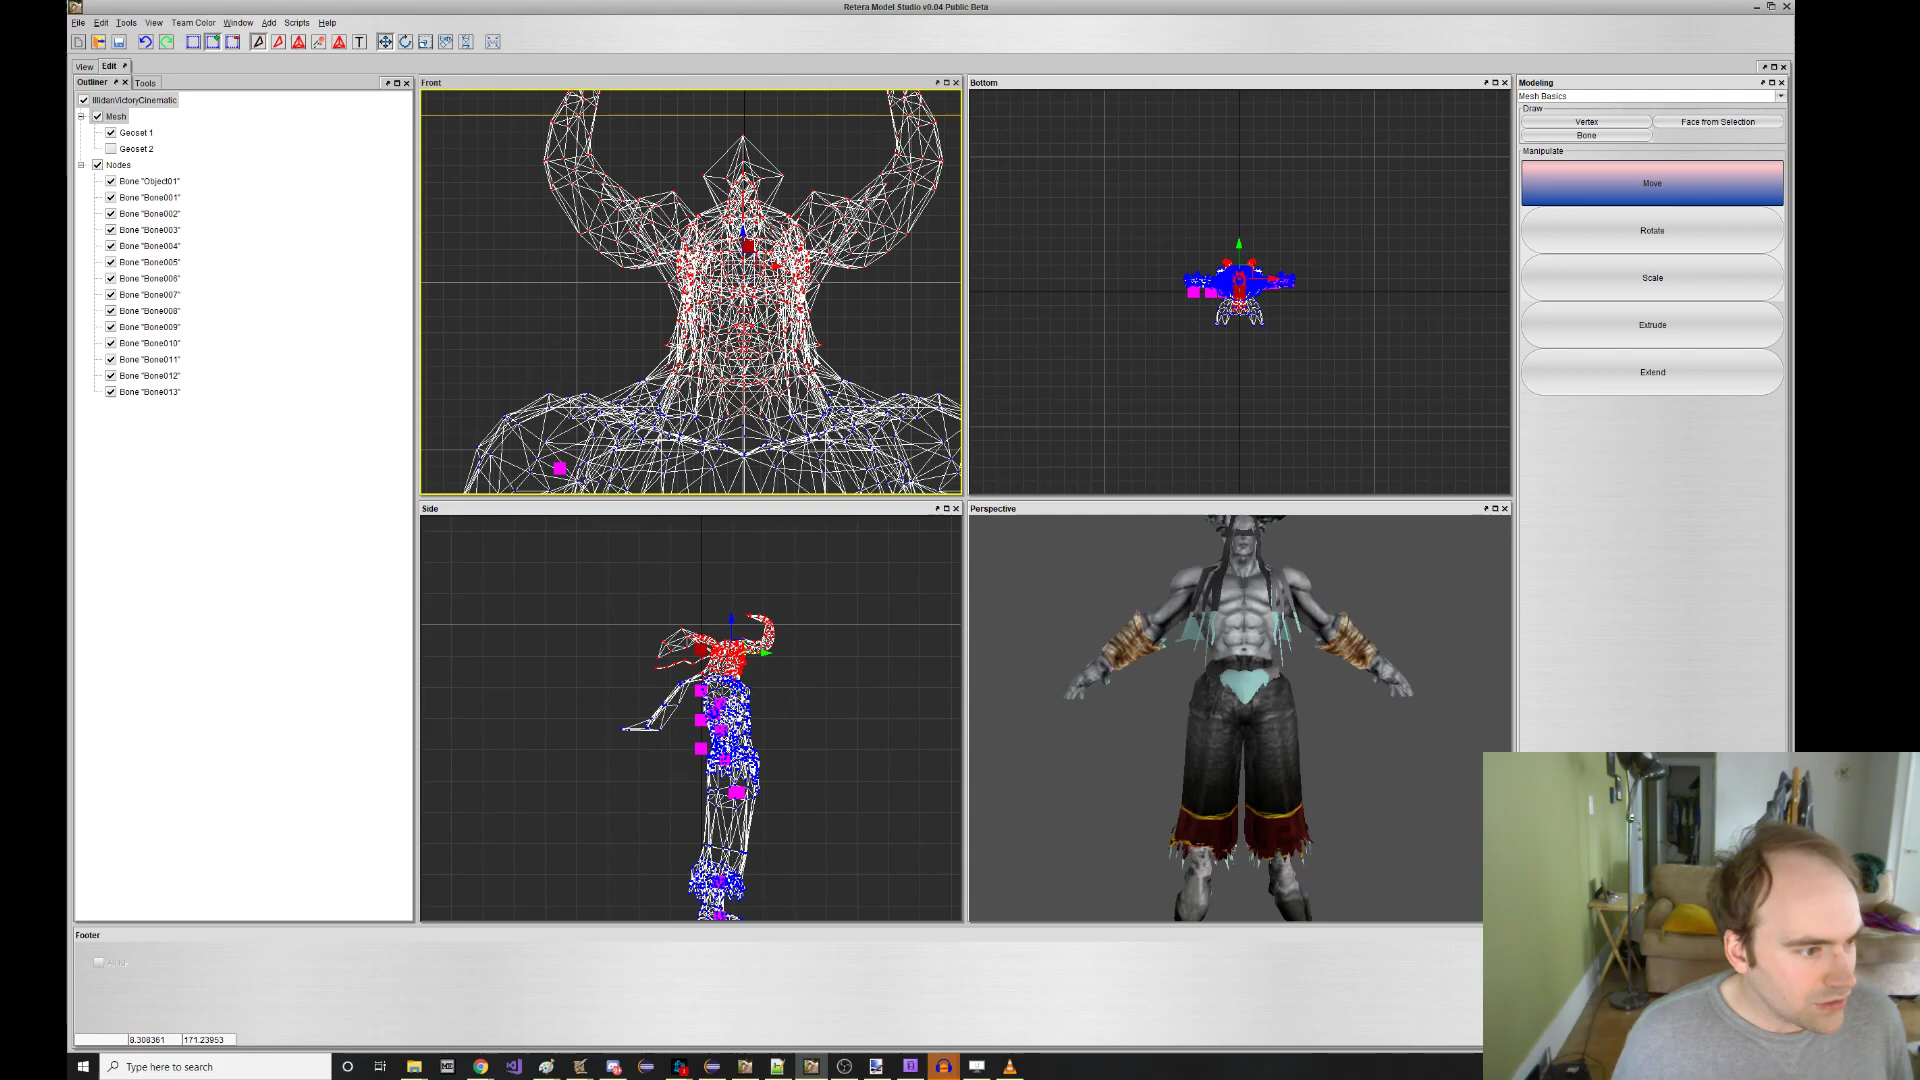 Retera Model Studio v0.04 Public Beta
File Edit Tools View Team Color Window Add Scripts Help
View Edit
Outliner Tools
IllidanVictoryCinematic
Mesh
Geoset 1
Geoset 2
Nodes
Bone "Object01"
Bone "Bone001"
Bone "Bone002"
Bone "Bone003"
Bone "Bone004"
Bone "Bone005"
Bone "Bone006"
Bone "Bone007"
Bone "Bone008"
Bone "Bone009"
Bone "Bone010"
Bone "Bone011"
Bone "Bone012"
Bone "Bone013"
Front
Bottom
Side
Perspective
Modeling
Mesh Basics
Draw
Vertex Face from Selection
Bone
Manipulate
Move
Rotate
Scale
Extrude
Extend
Footer
8.308361 171.23953
Type here to search